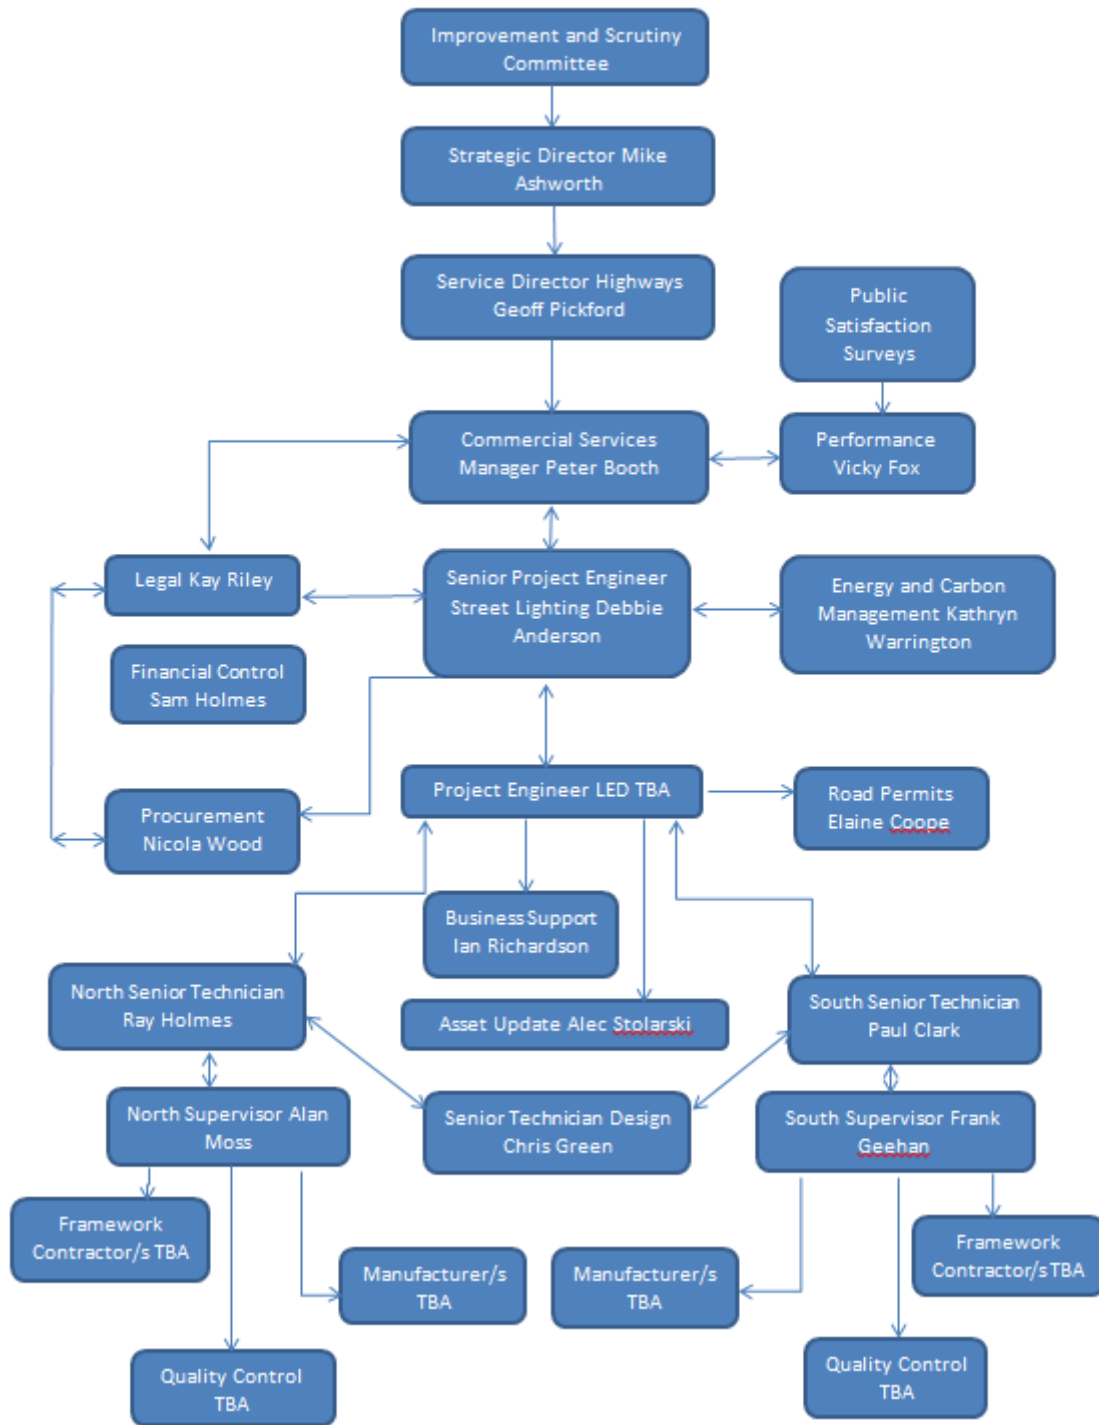 Improvement and Scrutiny
Committee
Strategic Director Mike
Ashworth
Service Director Highways
Geoff Pickford
Public
Satisfaction
Surveys
Commercial Services
Manager Peter Booth
Performance
Vicky Fox
Legal Kay Riley
Senior Project Engineer
Street Lighting Debbie
Anderson
Energy and Carbon
Management Kathryn
Warrington
Financial Control
Sam Holmes
Project Engineer LED TBA
Road Permits
Elaine Coope
Procurement
Nicola Wood
Business Support
Ian Richardson
North Senior Technician
Ray Holmes
Asset Update Alec Stolarski
South Senior Technician
Paul Clark
North Supervisor Alan
Moss
Senior Technician Design
Chris Green
South Supervisor Frank
Geehan
Framework
Contractor/s TBA
Manufacturer/s
TBA
Manufacturer/s
TBA
Framework
Contractor/s TBA
Quality Control
TBA
Quality Control
TBA